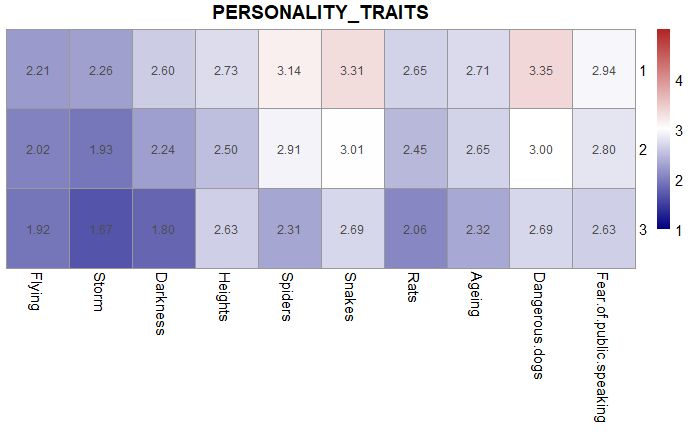 PERSONALITY_TRAITS
2.21 2.26 2.60 2.73 3.14 3.31 2.65 2.71 3.35 2.94 1
2.02 1.93 2.24 2.50 2.91 3.01 2.45 2.65 3.00 2.80 2
1.92 1.67 1.80 2.63 2.31 2.69 2.06 2.32 2.69 2.63 3
Flying
Storm
Darkness
Heights
Spiders
Snakes
Rats
Ageing
Dangerous.dogs
Fear.of.public.speaking
4
3
2
1